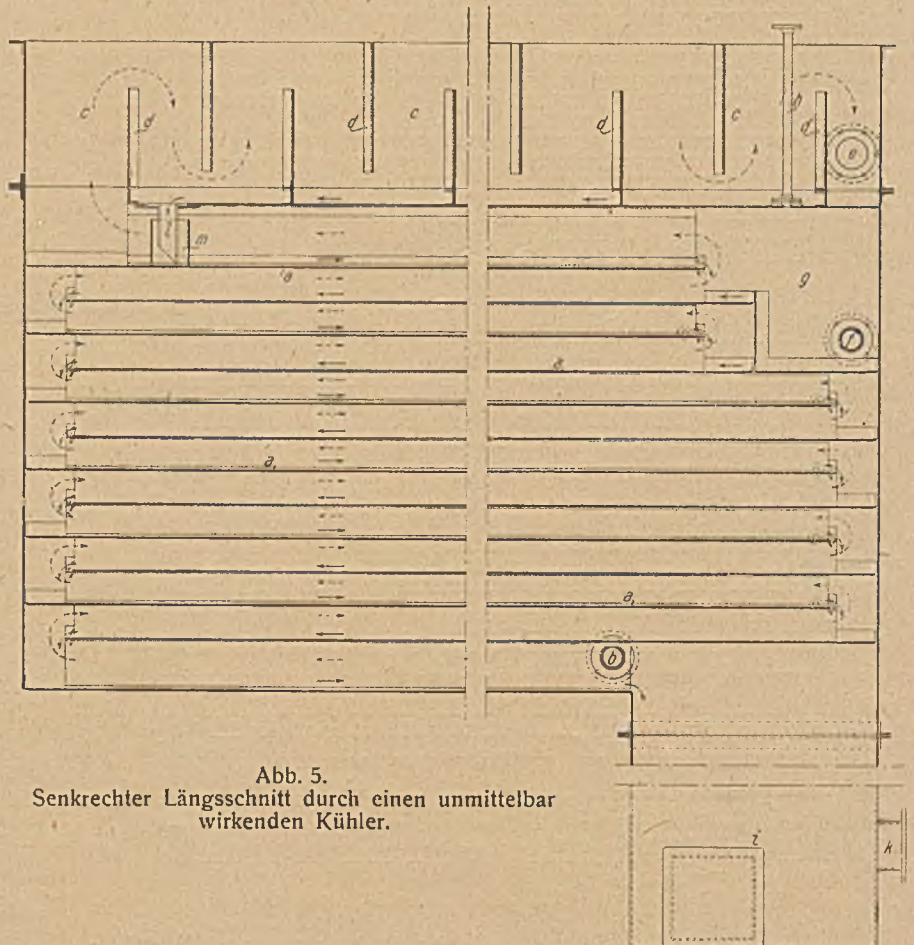 c d d c d c h d e
m
a g
f
a
a,
a,
b
Abb. 5.
Senkrechter Längsschnitt durch einen unmittelbar
wirkenden Kühler.
i
k